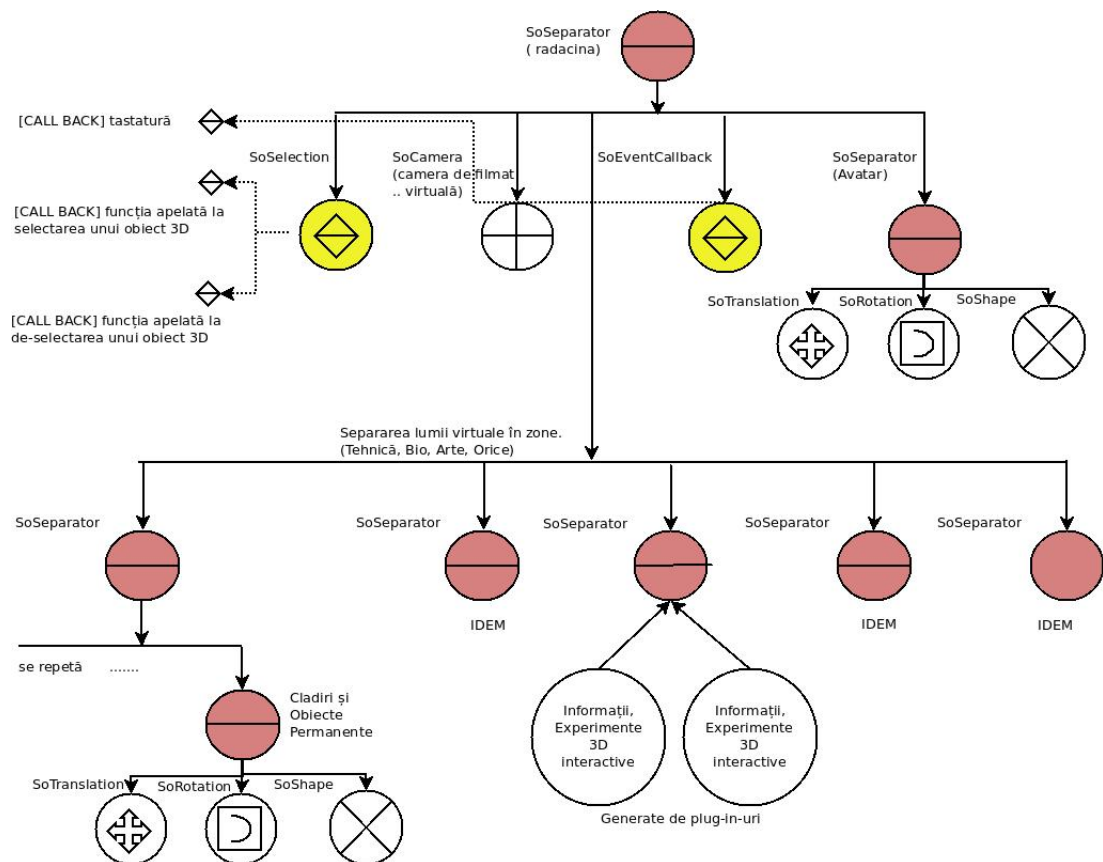 SoSeparator
( radacina)
[CALL BACK] tastatură
SoSelection
SoCamera
(camera de filmat
.. virtuală)
SoEventCallback
SoSeparator
(Avatar)
[CALL BACK] funcția apelată la
selectarea unui obiect 3D
[CALL BACK] funcția apelată la
de-selectarea unui obiect 3D
SoTranslation
SoRotation
SoShape
Separarea lumii virtuale în zone.
(Tehnică, Bio, Arte, Orice)
SoSeparator
SoSeparator
SoSeparator
SoSeparator
SoSeparator
IDEM
IDEM
IDEM
se repetă .......
Cladiri și
Obiecte
Permanente
Informații,
Experimente
3D
interactive
Informații,
Experimente
3D
interactive
SoTranslation
SoRotation
SoShape
Generate de plug-in-uri